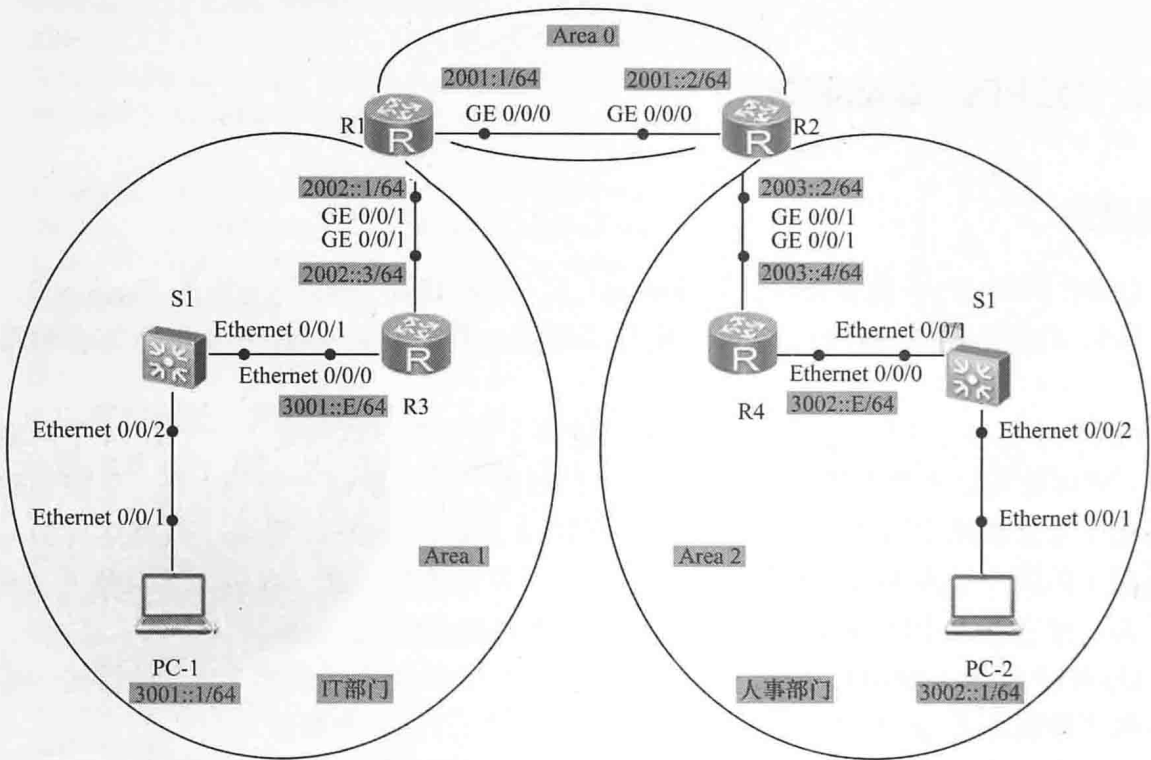 Area 0
2001:1/64
2001::2/64
R1
GE 0/0/0
GE 0/0/0
R2
2002::1/64
GE 0/0/1
GE 0/0/1
2002::3/64
2003::2/64
GE 0/0/1
GE 0/0/1
2003::4/64
S1
Ethernet 0/0/1
Ethernet 0/0/0
3001::E/64
R3
S1
Ethernet 0/0/1
Ethernet 0/0/0
R4
3002::E/64
Ethernet 0/0/2
Ethernet 0/0/1
Ethernet 0/0/2
Ethernet 0/0/1
Area 1
Area 2
PC-1
3001::1/64
IT部门
人事部门
PC-2
3002::1/64